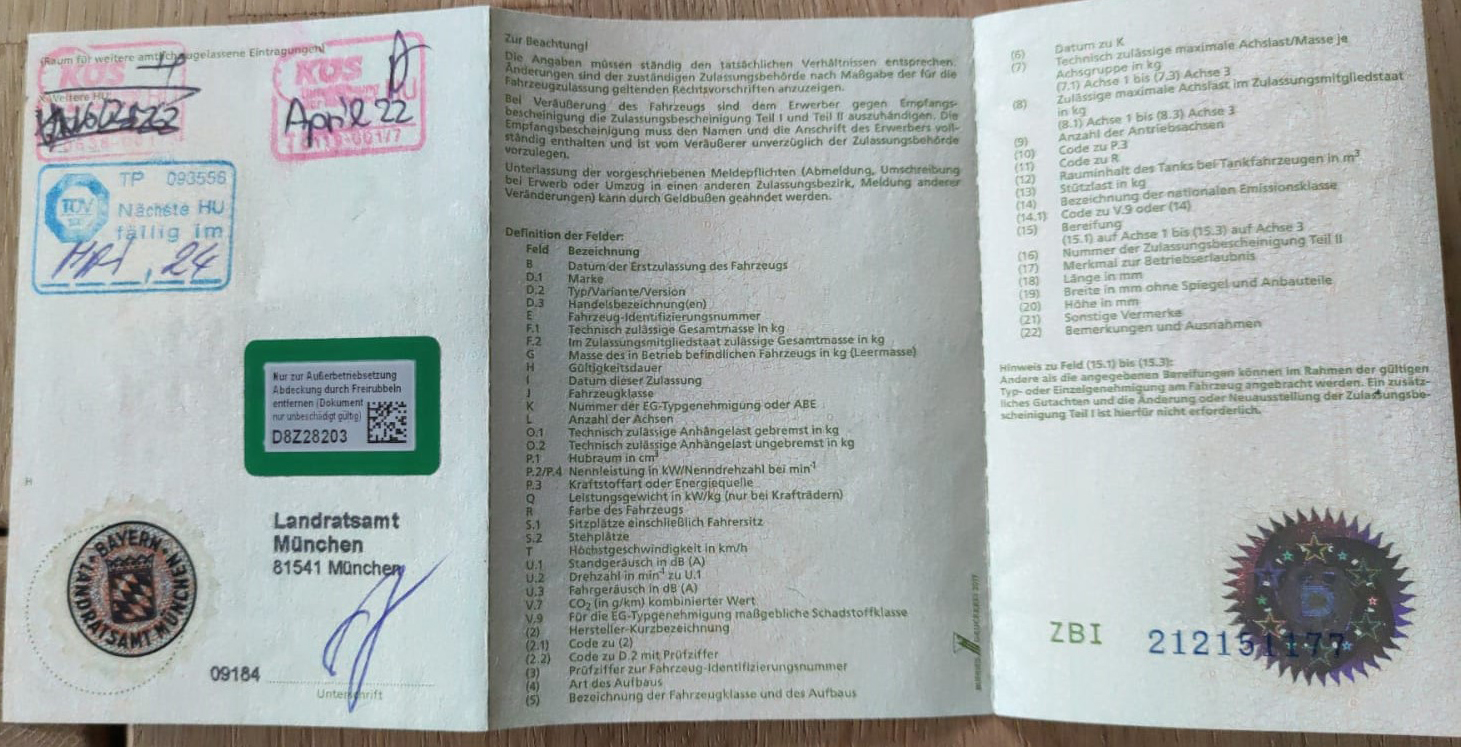 (Raum für weitere amtlich zugelassene Eintragungen)
KÜS
KÜS
HU
April 22
TP 093556
TÜV
Nächste HU
fällig im
24
Nur zur Außerbetriebsetzung
Abdeckung durch Freirubbeln
entfernen (Dokument
nur unbeschädigt gültig)
D8Z28203
H
BAYERN
LANDRATSAMT MÜNCHEN
Landratsamt
München
81541 München
09184
Unterschrift
Zur Beachtung!
Die Angaben müssen ständig den tatsächlichen Verhältnissen entsprechen.
Änderungen sind der zuständigen Zulassungsbehörde nach Maßgabe der für die
Fahrzeugzulassung geltenden Rechtsvorschriften anzuzeigen.
Bei Veräußerung des Fahrzeugs sind dem Erwerber gegen Empfangs-
bescheinigung die Zulassungsbescheinigung Teil I und Teil II auszuhändigen. Die
Empfangsbescheinigung muss den Namen und die Anschrift des Erwerbers voll-
ständig enthalten und ist vom Veräußerer unverzüglich der Zulassungsbehörde
vorzulegen.
Unterlassung der vorgeschriebenen Meldepflichten (Abmeldung, Umschreibung
bei Erwerb oder Umzug in einen anderen Zulassungsbezirk, Meldung anderer
Veränderungen) kann durch Geldbußen geahndet werden.
Definition der Felder:
Feld Bezeichnung
B Datum der Erstzulassung des Fahrzeugs
D.1 Marke
D.2 Typ/Variante/Version
D.3 Handelsbezeichnung(en)
E Fahrzeug-Identifizierungsnummer
F.1 Technisch zulässige Gesamtmasse in kg
F.2 Im Zulassungsmitgliedstaat zulässige Gesamtmasse in kg
G Masse des in Betrieb befindlichen Fahrzeugs in kg (Leermasse)
H Gültigkeitsdauer
I Datum dieser Zulassung
J Fahrzeugklasse
K Nummer der EG-Typgenehmigung oder ABE
L Anzahl der Achsen
O.1 Technisch zulässige Anhängelast gebremst in kg
O.2 Technisch zulässige Anhängelast ungebremst in kg
P.1 Hubraum in cm³
P.2/P.4 Nennleistung in kW/Nenndrehzahl bei min⁻¹
P.3 Kraftstoffart oder Energiequelle
Q Leistungsgewicht in kW/kg (nur bei Krafträdern)
R Farbe des Fahrzeugs
S.1 Sitzplätze einschließlich Fahrersitz
S.2 Stehplätze
T Höchstgeschwindigkeit in km/h
U.1 Standgeräusch in dB (A)
U.2 Drehzahl in min⁻¹ zu U.1
U.3 Fahrgeräusch in dB (A)
V.7 CO₂ (in g/km) kombinierter Wert
V.9 Für die EG-Typgenehmigung maßgebliche Schadstoffklasse
(2) Hersteller-Kurzbezeichnung
(2.1) Code zu (2)
(2.2) Code zu D.2 mit Prüfziffer
(3) Prüfziffer zur Fahrzeug-Identifizierungsnummer
(4) Art des Aufbaus
(5) Bezeichnung der Fahrzeugklasse und des Aufbaus
(6) Datum zu K
(7) Technisch zulässige maximale Achslast/Masse je
Achsgruppe in kg
(7.1) Achse 1 bis (7.3) Achse 3
(8) Zulässige maximale Achslast im Zulassungsmitgliedstaat
in kg
(8.1) Achse 1 bis (8.3) Achse 3
(9) Anzahl der Antriebsachsen
(10) Code zu P.3
(11) Code zu R
(12) Rauminhalt des Tanks bei Tankfahrzeugen in m³
(13) Stützlast in kg
(14) Bezeichnung der nationalen Emissionsklasse
(14.1) Code zu V.9 oder (14)
(15) Bereifung
(15.1) auf Achse 1 bis (15.3) auf Achse 3
(16) Nummer der Zulassungsbescheinigung Teil II
(17) Merkmal zur Betriebserlaubnis
(18) Länge in mm
(19) Breite in mm ohne Spiegel und Anbauteile
(20) Höhe in mm
(21) Sonstige Vermerke
(22) Bemerkungen und Ausnahmen
Hinweis zu Feld (15.1) bis (15.3):
Andere als die angegebenen Bereifungen können im Rahmen der gültigen
Typ- oder Einzelgenehmigung am Fahrzeug angebracht werden. Ein zusätz-
liches Gutachten und die Änderung oder Neuausstellung der Zulassungsbe-
scheinigung Teil I ist hierfür nicht erforderlich.
ZBI 212151177